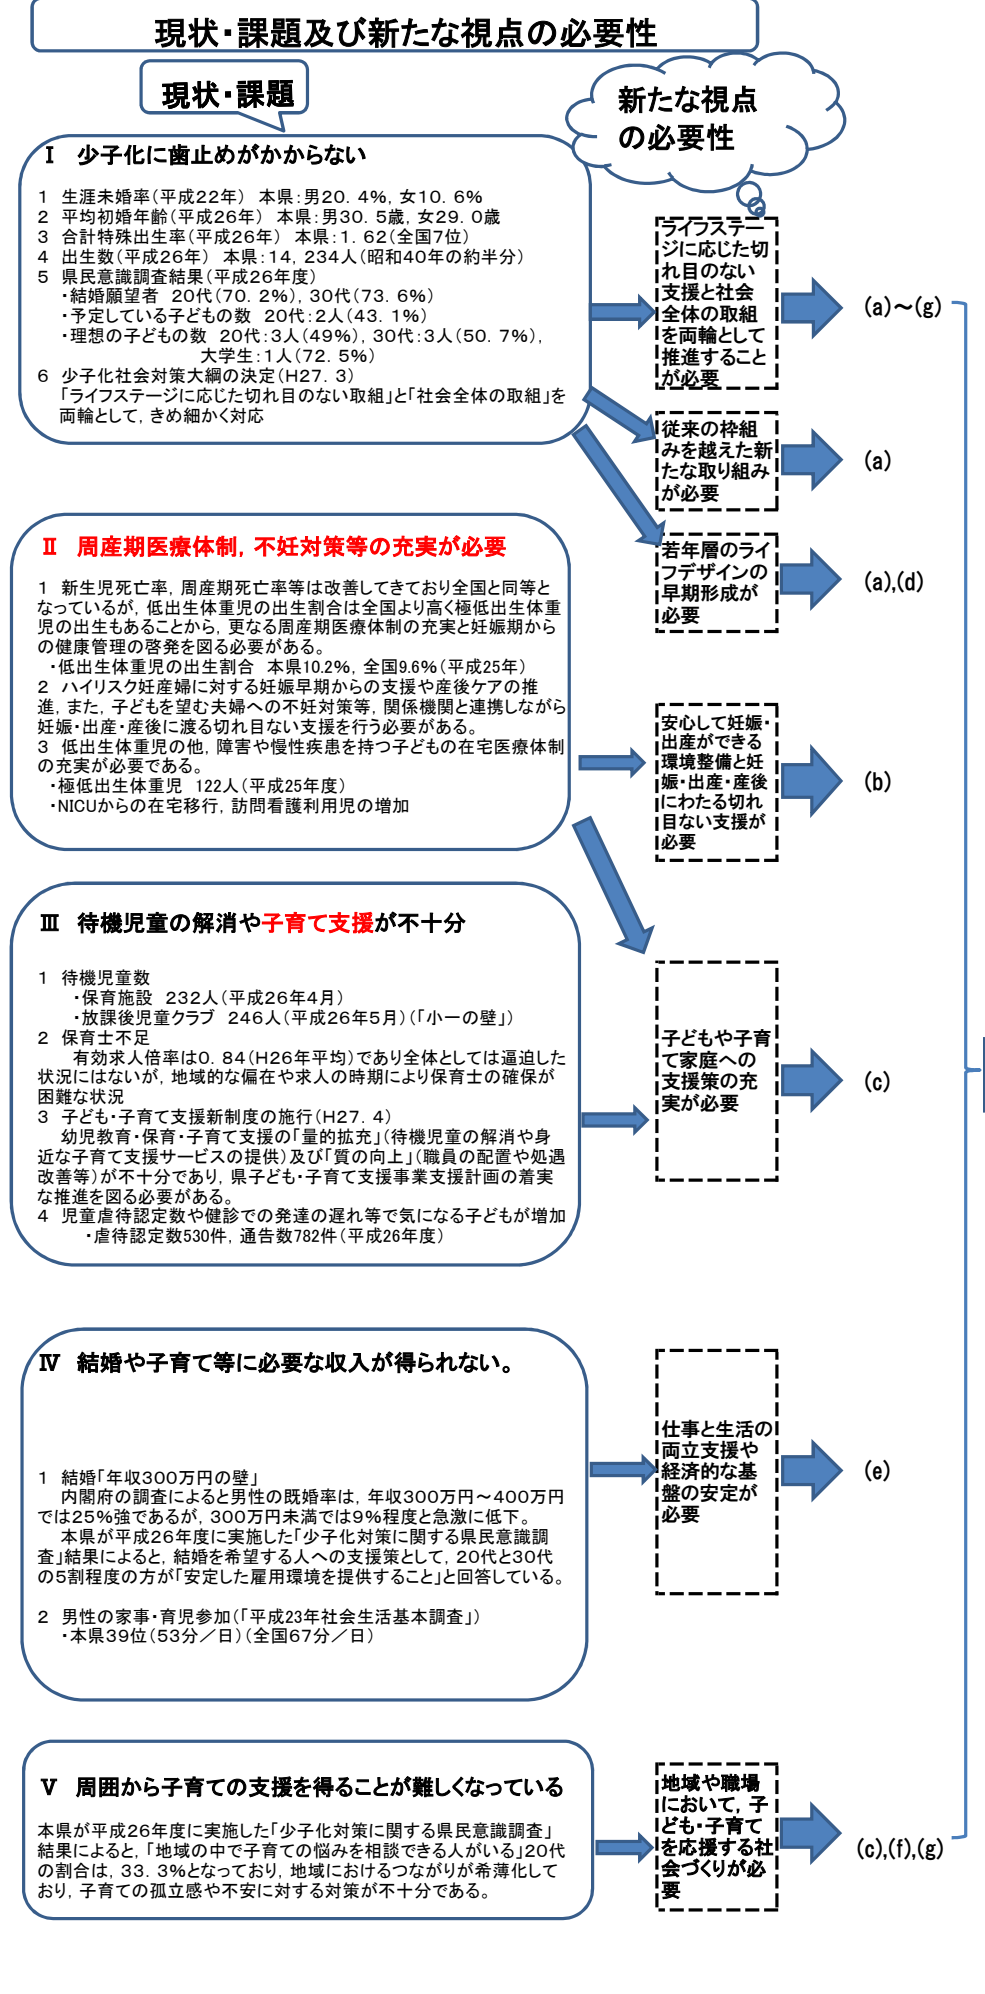 現状・課題及び新たな視点の必要性
現状・課題
新たな視点
の必要性
Ⅰ　少子化に歯止めがかからない
1　生涯未婚率（平成22年）　本県：男20．4％，女10．6％
2　平均初婚年齢（平成26年）　本県：男30．5歳，女29．0歳
3　合計特殊出生率（平成26年）　本県：1．62（全国7位）
4　出生数（平成26年）　本県：14，234人（昭和40年の約半分）
5　県民意識調査結果（平成26年度）
・結婚願望者　20代（70．2％），30代（73．6％）
・予定している子どもの数　20代：2人（43．1％）
・理想の子どもの数　20代：3人（49％），30代：3人（50．7％），
大学生：1人（72．5％）
6　少子化社会対策大綱の決定（H27．3）
「ライフステージに応じた切れ目のない取組」と「社会全体の取組」を
両輪として，きめ細かく対応
ライフステー
ジに応じた切
れ目のない
支援と社会
全体の取組
を両輪として
推進すること
が必要
(a)～(g)
従来の枠組
みを越えた新
たな取り組み
が必要
(a)
若年層のライ
フデザインの
早期形成が
必要
(a),(d)
Ⅱ　周産期医療体制，不妊対策等の充実が必要
1　新生児死亡率，周産期死亡率等は改善してきており全国と同等と
なっているが，低出生体重児の出生割合は全国より高く極低出生体重
児の出生もあることから，更なる周産期医療体制の充実と妊娠期から
の健康管理の啓発を図る必要がある。
・低出生体重児の出生割合　本県10.2％，全国9.6％（平成25年）
2　ハイリスク妊産婦に対する妊娠早期からの支援や産後ケアの推
進，また，子どもを望む夫婦への不妊対策等，関係機関と連携しながら
妊娠・出産・産後に渡る切れ目ない支援を行う必要がある。
3　低出生体重児の他，障害や慢性疾患を持つ子どもの在宅医療体制
の充実が必要である。
・極低出生体重児　122人（平成25年度）
・NICUからの在宅移行，訪問看護利用児の増加
安心して妊娠・
出産ができる
環境整備と妊
娠・出産・産後
にわたる切れ
目ない支援が
必要
(b)
Ⅲ　待機児童の解消や子育て支援が不十分
1　待機児童数
・保育施設　232人（平成26年4月）
・放課後児童クラブ　246人（平成26年5月）（「小一の壁」）
2　保育士不足
有効求人倍率は0．84（H26年平均）であり全体としては逼迫した
状況にはないが，地域的な偏在や求人の時期により保育士の確保が
困難な状況
3　子ども・子育て支援新制度の施行（H27．4）
幼児教育・保育・子育て支援の「量的拡充」（待機児童の解消や身
近な子育て支援サービスの提供）及び「質の向上」（職員の配置や処遇
改善等）が不十分であり，県子ども・子育て支援事業支援計画の着実
な推進を図る必要がある。
4　児童虐待認定数や健診での発達の遅れ等で気になる子どもが増加
・虐待認定数530件，通告数782件（平成26年度）
子どもや子育
て家庭への
支援策の充
実が必要
(c)
Ⅳ　結婚や子育て等に必要な収入が得られない。
1　結婚「年収300万円の壁」
内閣府の調査によると男性の既婚率は，年収300万円～400万円
では25％強であるが，300万円未満では9％程度と急激に低下。
本県が平成26年度に実施した「少子化対策に関する県民意識調
査」結果によると，結婚を希望する人への支援策として，20代と30代
の5割程度の方が「安定した雇用環境を提供すること」と回答している。
2　男性の家事・育児参加（「平成23年社会生活基本調査」）
・本県39位（53分／日）（全国67分／日）
仕事と生活の
両立支援や
経済的な基
盤の安定が
必要
(e)
Ⅴ　周囲から子育ての支援を得ることが難しくなっている
本県が平成26年度に実施した「少子化対策に関する県民意識調査」
結果によると，「地域の中で子育ての悩みを相談できる人がいる」20代
の割合は，33．3％となっており，地域におけるつながりが希薄化して
おり，子育ての孤立感や不安に対する対策が不十分である。
地域や職場
において，子
ども・子育て
を応援する社
会づくりが必
要
(c),(f),(g)